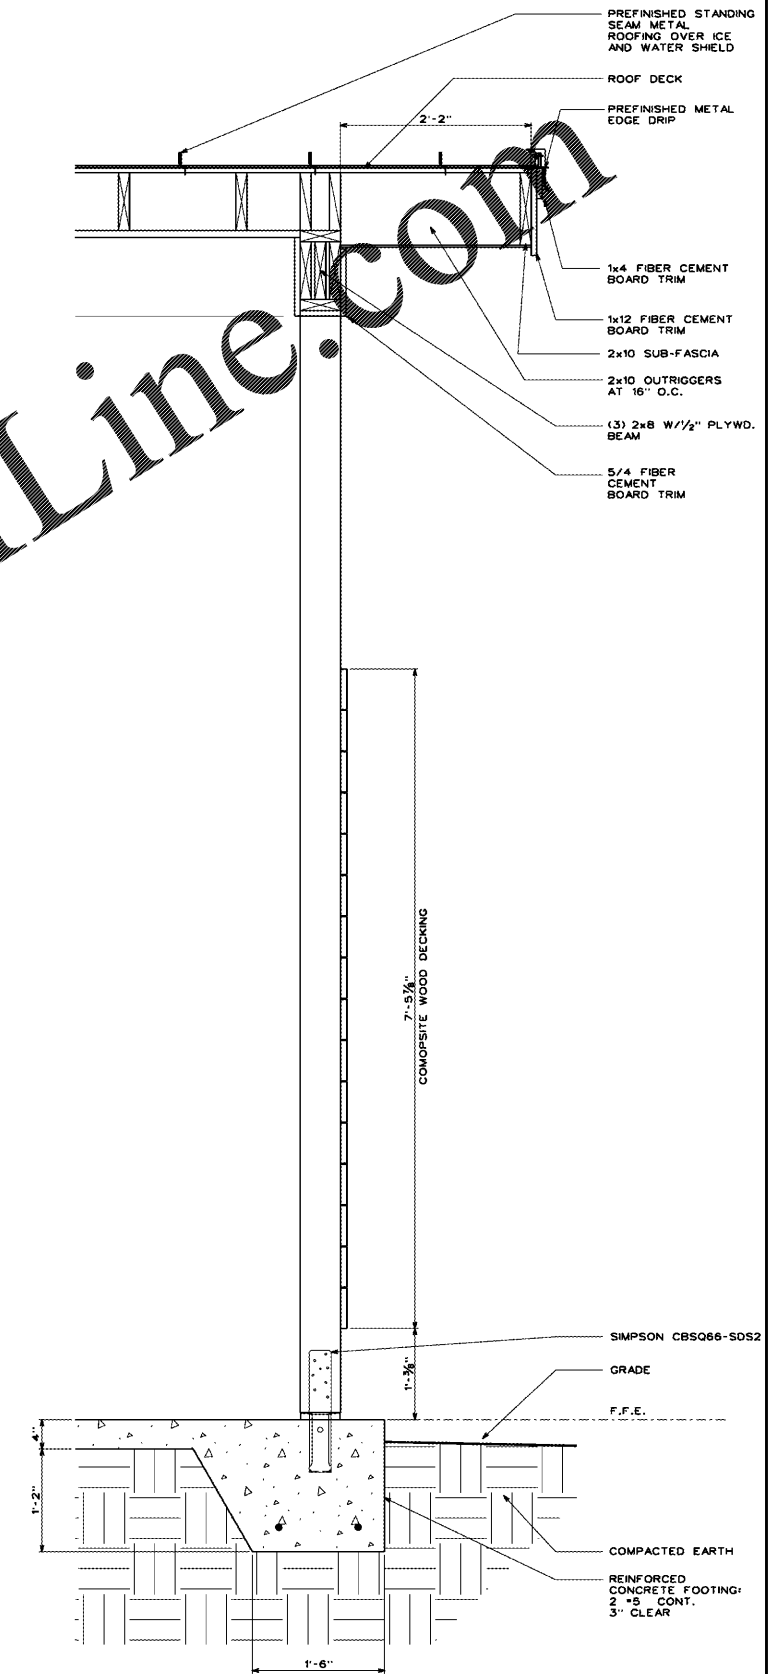 PREFINISHED STANDING
SEAM METAL
ROOFING OVER ICE
AND WATER SHIELD
ROOF DECK
PREFINISHED METAL
EDGE DRIP
2'-2"
1x4 FIBER CEMENT
BOARD TRIM
1x12 FIBER CEMENT
BOARD TRIM
2x10 SUB-FASCIA
2x10 OUTRIGGERS
AT 16" O.C.
(3) 2x8 W/½" PLYWD.
BEAM
5/4 FIBER
CEMENT
BOARD TRIM
Line.com
7'-5⅞"
COMOPSITE WOOD DECKING
1'-⅜"
SIMPSON CBSQ66-SDS2
GRADE
F.F.E.
4"
1'-2"
COMPACTED EARTH
REINFORCED
CONCRETE FOOTING:
2 #5 CONT.
3" CLEAR
1'-6"